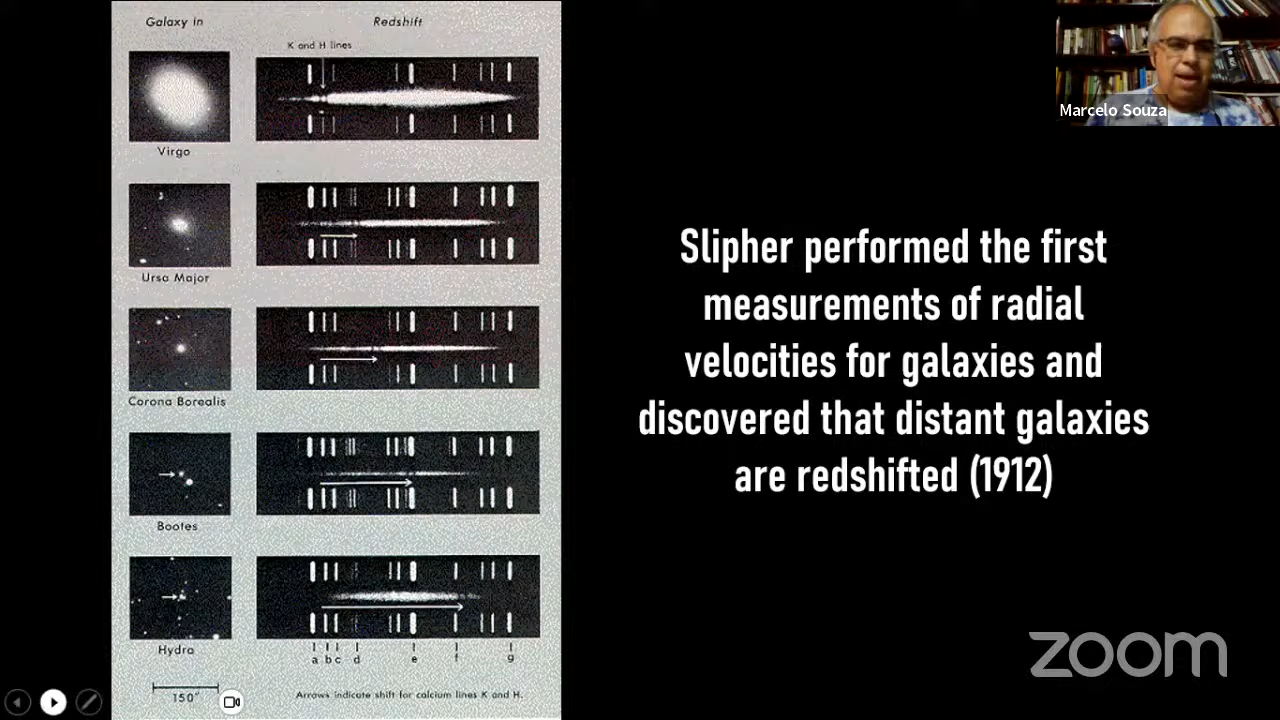 Galaxy in
Redshift
K and H lines
Virgo
Ursa Major
Corona Borealis
Bootes
Hydra
a b c d e f g
150"
Arrows indicate shift for calcium lines K and H.
Slipher performed the first
measurements of radial
velocities for galaxies and
discovered that distant galaxies
are redshifted (1912)
Marcelo Souza
zoom